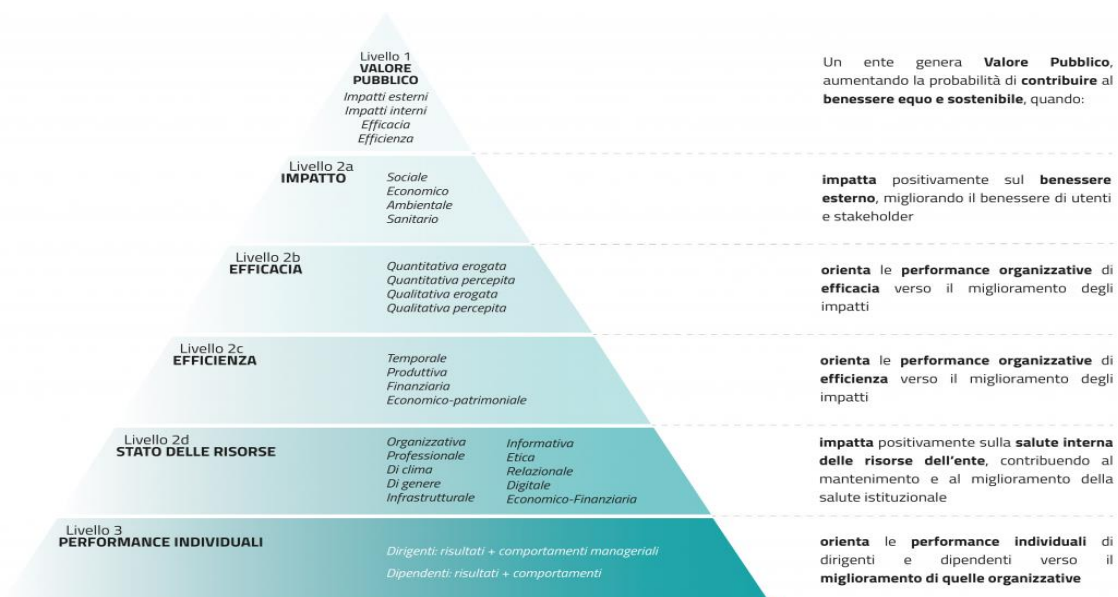 Livello 1
VALORE
PUBBLICO
Impatti esterni
Impatti interni
Efficacia
Efficienza
Un ente genera Valore Pubblico,
aumentando la probabilità di contribuire al
benessere equo e sostenibile, quando:
Livello 2a
IMPATTO
Sociale
Economico
Ambientale
Sanitario
impatta positivamente sul benessere
esterno, migliorando il benessere di utenti
e stakeholder
Livello 2b
EFFICACIA
Quantitativa erogata
Quantitativa percepita
Qualitativa erogata
Qualitativa percepita
orienta le performance organizzative di
efficacia verso il miglioramento degli
impatti
Livello 2c
EFFICIENZA
Temporale
Produttiva
Finanziaria
Economico-patrimoniale
orienta le performance organizzative di
efficienza verso il miglioramento degli
impatti
Livello 2d
STATO DELLE RISORSE
Organizzativa
Professionale
Di clima
Di genere
Infrastrutturale
Informativa
Etica
Relazionale
Digitale
Economico-Finanziaria
impatta positivamente sulla salute interna
delle risorse dell'ente, contribuendo al
mantenimento e al miglioramento della
salute istituzionale
Livello 3
PERFORMANCE INDIVIDUALI
Dirigenti: risultati + comportamenti manageriali
Dipendenti: risultati + comportamenti
orienta le performance individuali di
dirigenti e dipendenti verso il
miglioramento di quelle organizzative